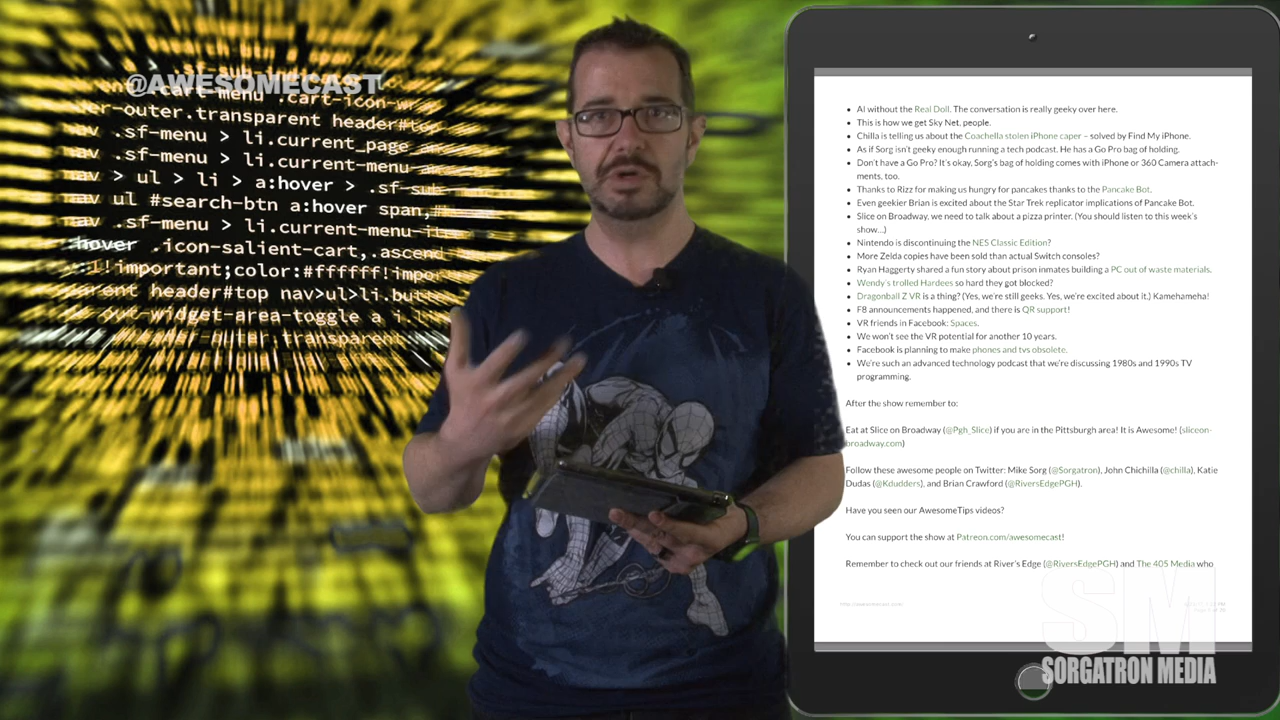 @AWESOMECAST
search-btn
.cart-menu .cart-icon-w
er-outer.transparent header#top
nav .sf-menu > li.current_page_
nav .sf-menu > li.current-menu
nav > ul > li > a:hover > .sf-sub
nav ul #search-btn a:hover span,#
nav .sf-menu > li.current-menu-ite
:hover .icon-salient-cart,.ascend
!important;color:#ffffff!impo
parent header#top nav>ul>li.butt
out-widget-area-toggle a i.li
header-outer.transparent
• AI without the Real Doll. The conversation is really geeky over here.
• This is how we get Sky Net, people.
• Chilla is telling us about the Coachella stolen iPhone caper – solved by Find My iPhone.
• As if Sorg isn't geeky enough running a tech podcast. He has a Go Pro bag of holding.
• Don't have a Go Pro? It's okay, Sorg's bag of holding comes with iPhone or 360 Camera attach-
ments, too.
• Thanks to Rizz for making us hungry for pancakes thanks to the Pancake Bot.
• Even geekier Brian is excited about the Star Trek replicator implications of Pancake Bot.
• Slice on Broadway, we need to talk about a pizza printer. (You should listen to this week's
show...)
• Nintendo is discontinuing the NES Classic Edition?
• More Zelda copies have been sold than actual Switch consoles?
• Ryan Haggerty shared a fun story about prison inmates building a PC out of waste materials.
• Wendy's trolled Hardees so hard they got blocked?
• Dragonball Z VR is a thing? (Yes, we're still geeks. Yes, we're excited about it.) Kamehameha!
• F8 announcements happened, and there is QR support!
• VR friends in Facebook: Spaces.
• We won't see the VR potential for another 10 years.
• Facebook is planning to make phones and tvs obsolete.
• We're such an advanced technology podcast that we're discussing 1980s and 1990s TV
programming.
After the show remember to:
Eat at Slice on Broadway (@Pgh_Slice) if you are in the Pittsburgh area! It is Awesome! (sliceon-
broadway.com)
Follow these awesome people on Twitter: Mike Sorg (@Sorgatron), John Chichilla (@chilla), Katie
Dudas (@Kdudders), and Brian Crawford (@RiversEdgePGH).
Have you seen our AwesomeTips videos?
You can support the show at Patreon.com/awesomecast!
Remember to check out our friends at River's Edge (@RiversEdgePGH) and The 405 Media who
http://awesomecast.com/
SM
SORGATRON MEDIA